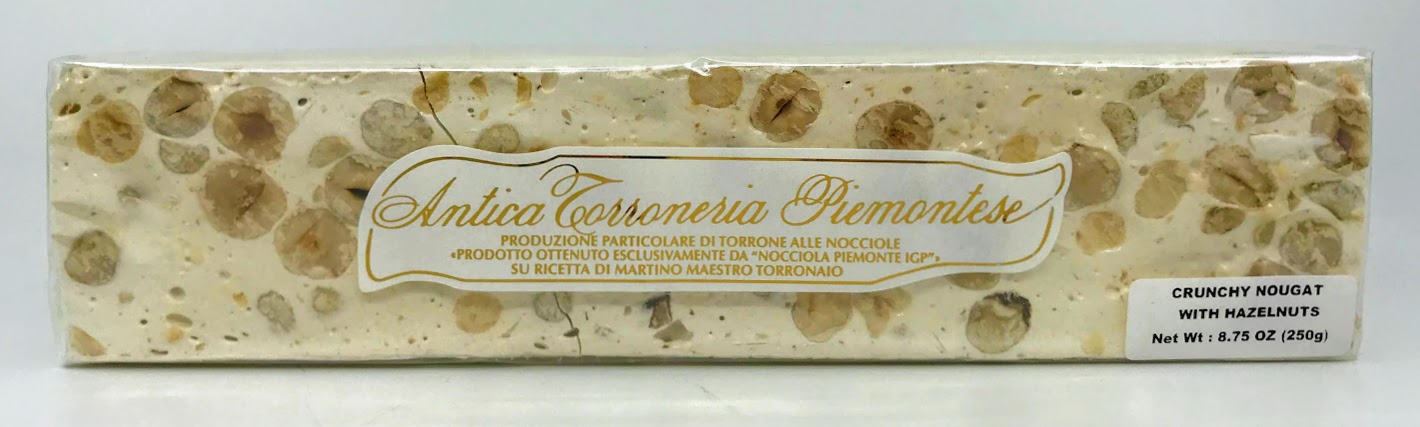 Antica Torroneria Piemontese
PRODUZIONE PARTICOLARE DI TORRONE ALLE NOCCIOLE
«PRODOTTO OTTENUTO ESCLUSIVAMENTE DA "NOCCIOLA PIEMONTE IGP"»
SU RICETTA DI MARTINO MAESTRO TORRONAIO
CRUNCHY NOUGAT
WITH HAZELNUTS
Net Wt : 8.75 OZ (250g)